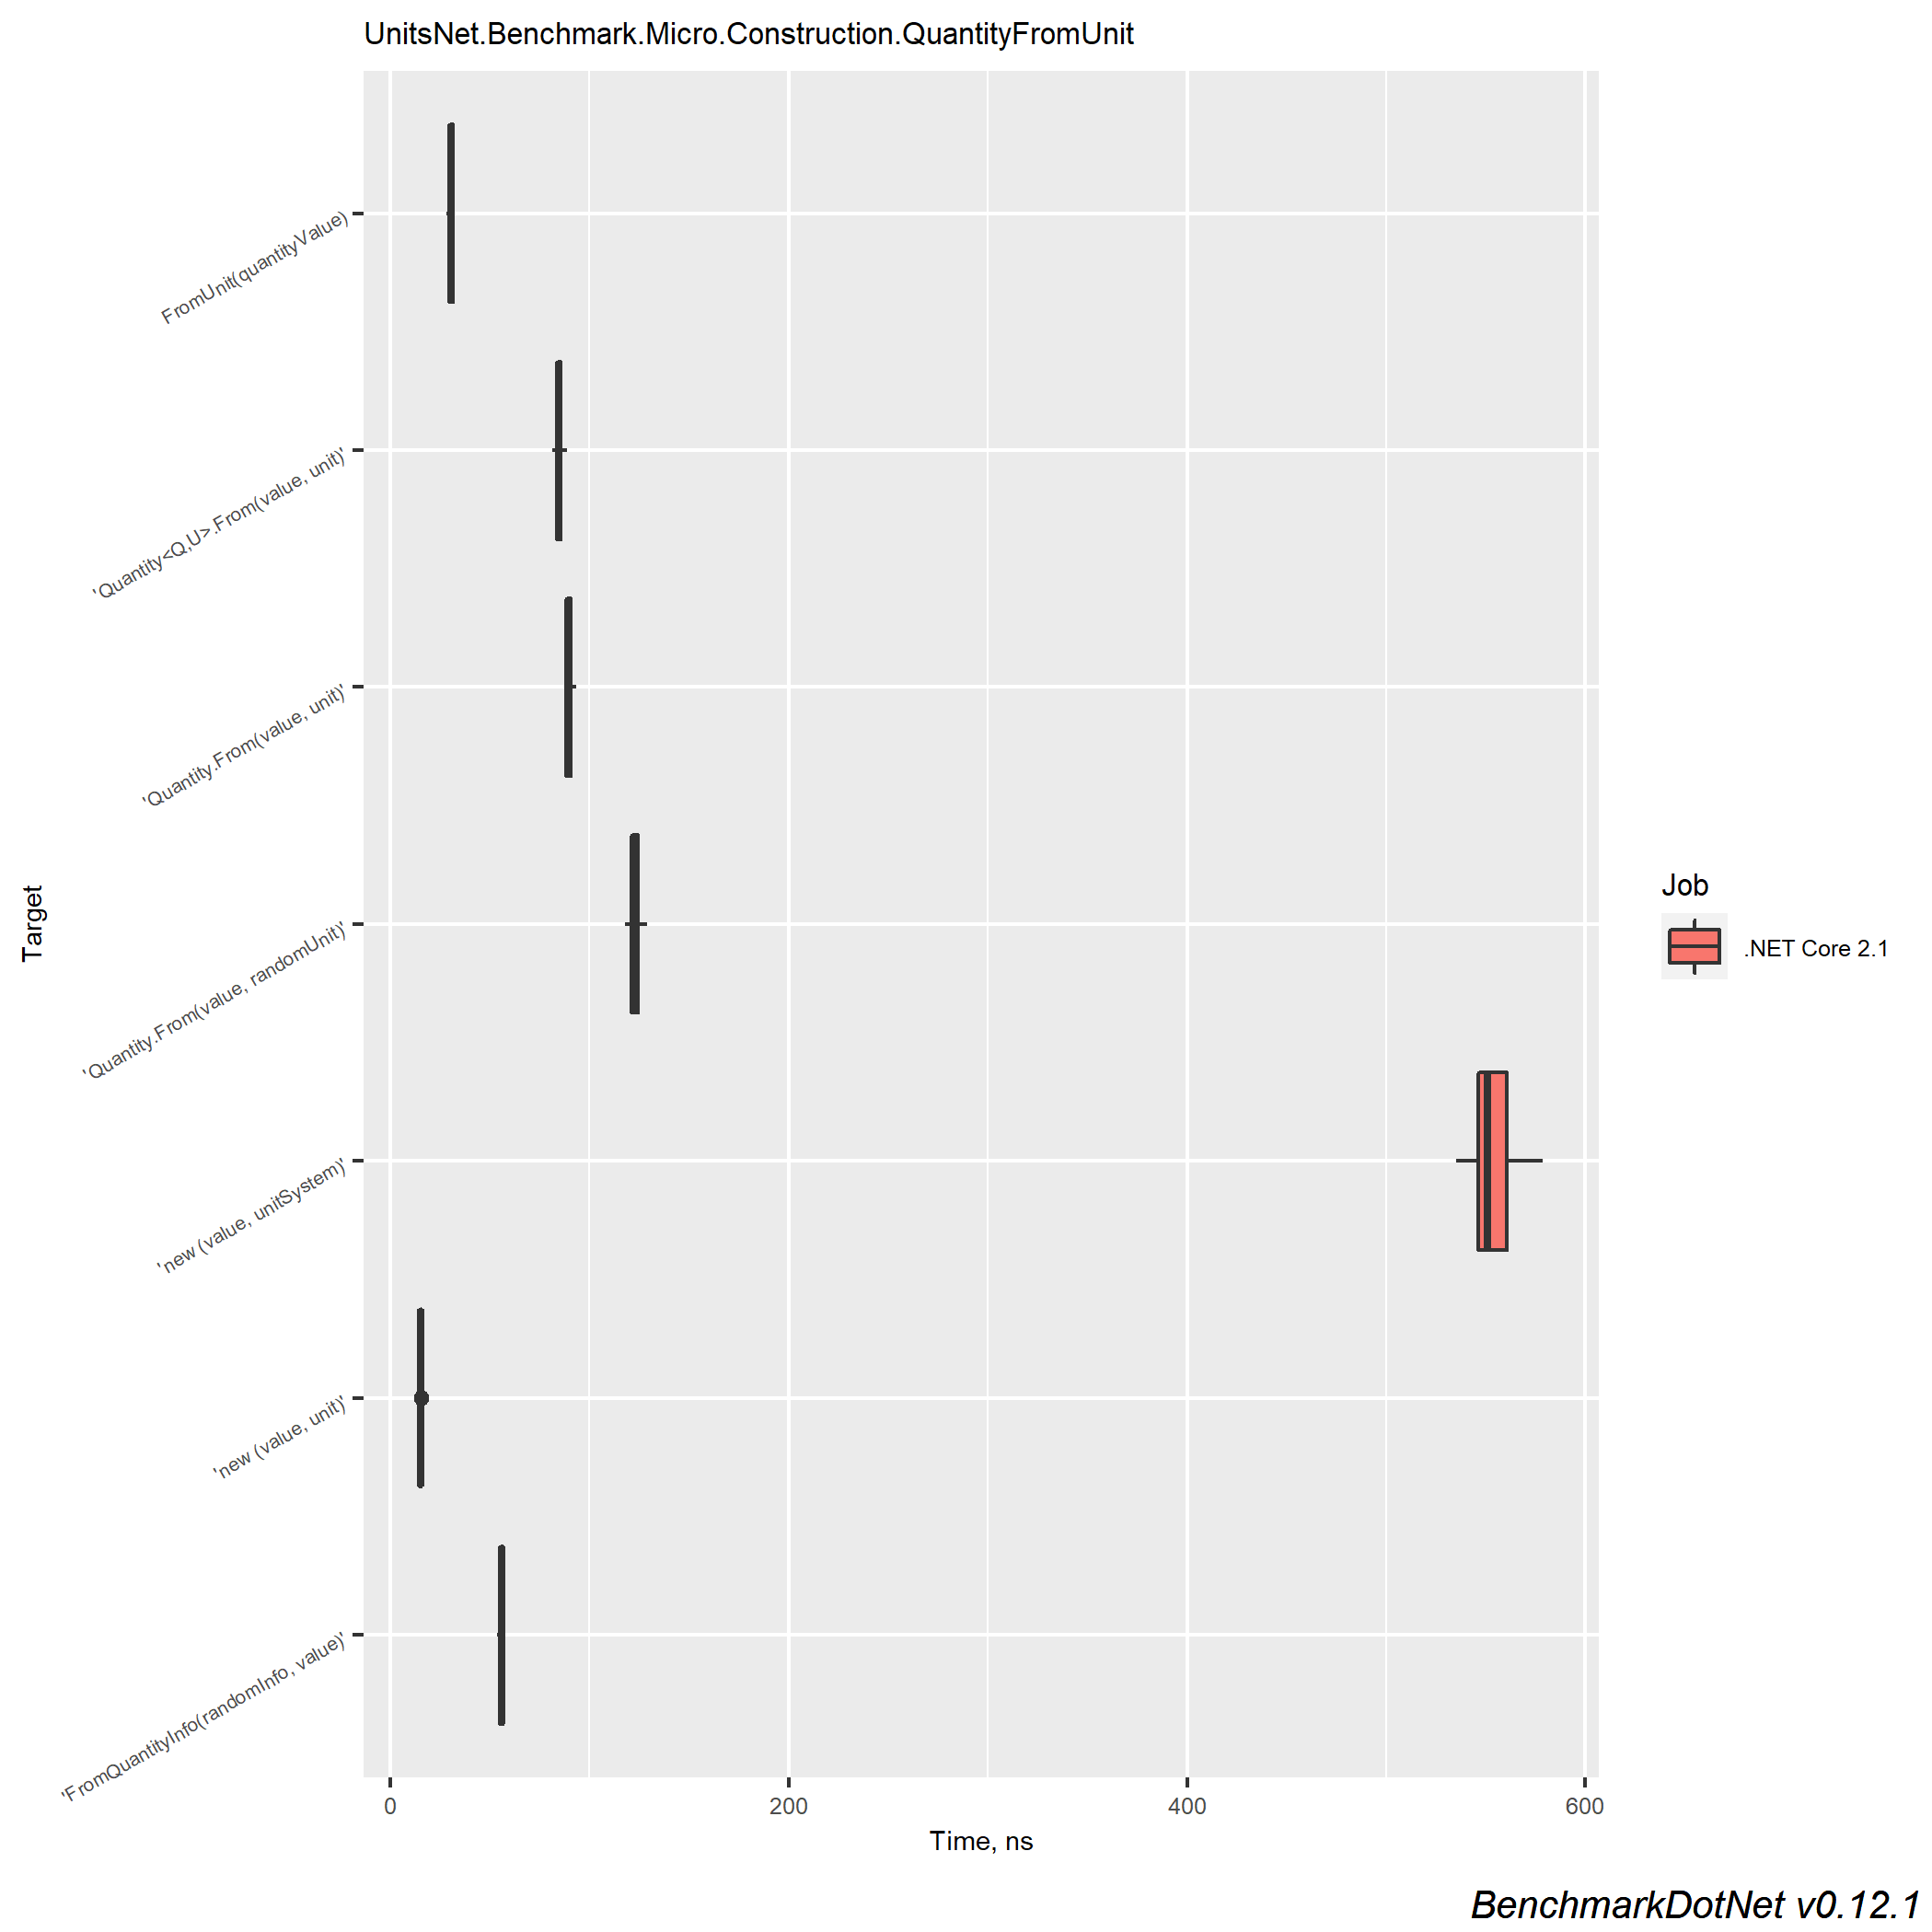 UnitsNet.Benchmark.Micro.Construction.QuantityFromUnit
FromUnit(quantityValue)
'Quantity<Q,U>.From(value, unit)'
'Quantity.From(value, unit)'
'Quantity.From(value, randomUnit)'
'new (value, unitSystem)'
'new (value, unit)'
'FromQuantityInfo(randomInfo, value)'
Target
0 200 400 600
Time, ns
Job
.NET Core 2.1
BenchmarkDotNet v0.12.1